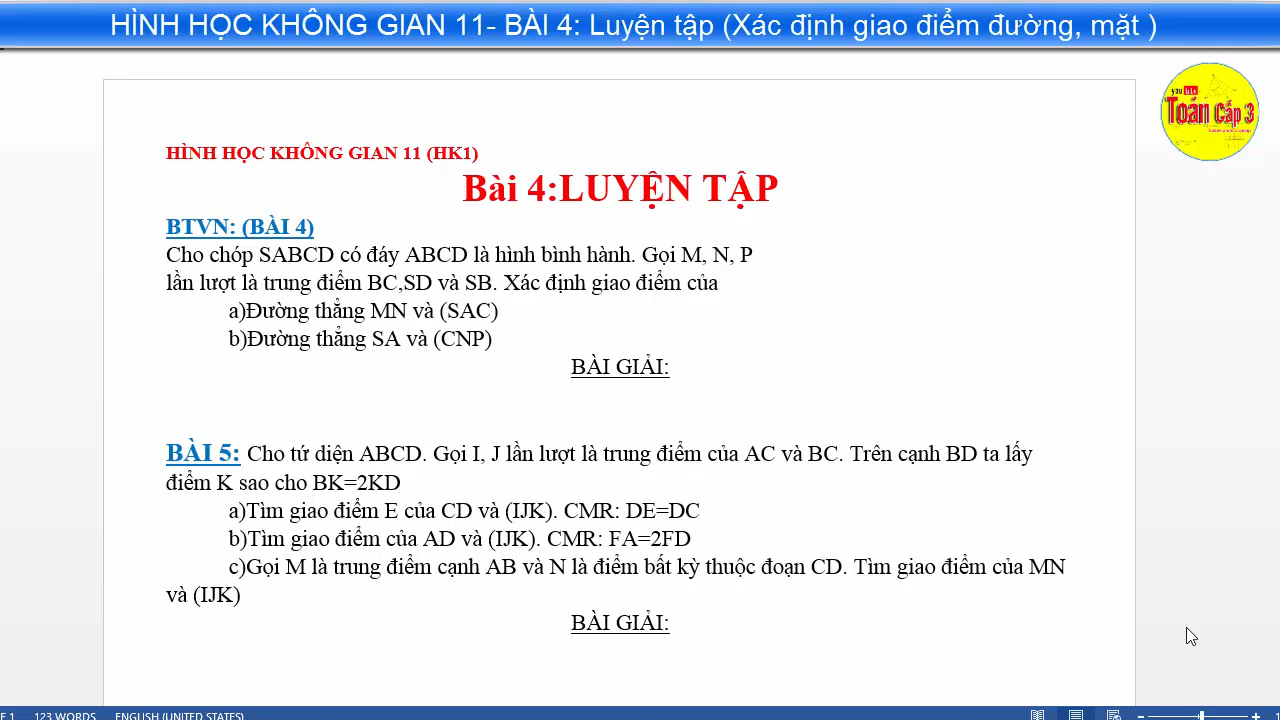 HÌNH HỌC KHÔNG GIAN 11- BÀI 4: Luyện tập (Xác định giao điểm đường, mặt )
you tube
Toán Cấp 3
HÌNH HỌC KHÔNG GIAN 11 (HK1)
Bài 4:LUYỆN TẬP
BTVN: (BÀI 4)
Cho chóp SABCD có đáy ABCD là hình bình hành. Gọi M, N, P
lần lượt là trung điểm BC,SD và SB. Xác định giao điểm của
a)Đường thẳng MN và (SAC)
b)Đường thẳng SA và (CNP)
BÀI GIẢI:
BÀI 5: Cho tứ diện ABCD. Gọi I, J lần lượt là trung điểm của AC và BC. Trên cạnh BD ta lấy
điểm K sao cho BK=2KD
a)Tìm giao điểm E của CD và (IJK). CMR: DE=DC
b)Tìm giao điểm của AD và (IJK). CMR: FA=2FD
c)Gọi M là trung điểm cạnh AB và N là điểm bất kỳ thuộc đoạn CD. Tìm giao điểm của MN
và (IJK)
BÀI GIẢI:
E 1 123 WORDS ENGLISH (UNITED STATES)